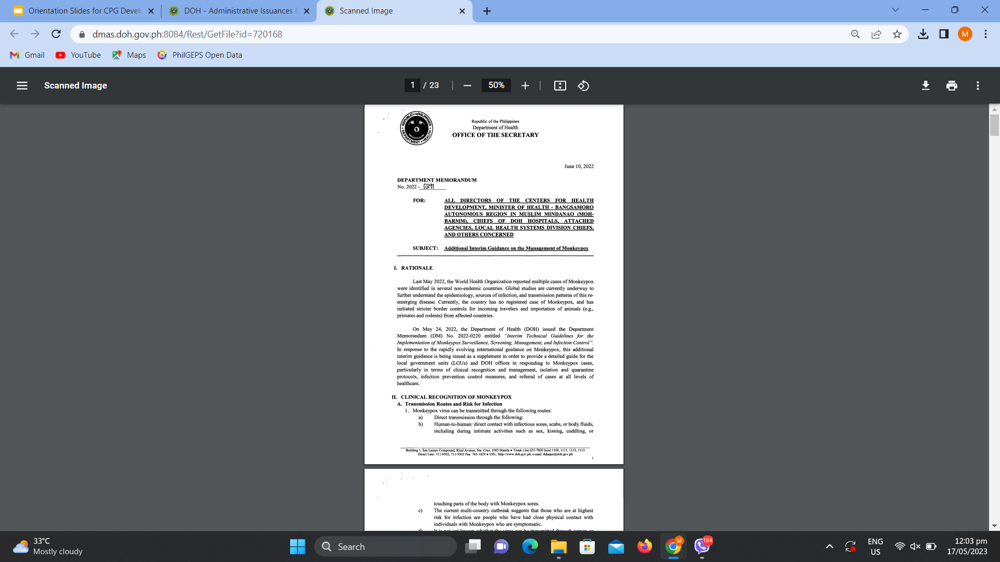 Orientation Slides for CPG Devel
DOH - Administrative Issuances
Scanned Image
dmas.doh.gov.ph:8084/Rest/GetFile?id=720168
M
Gmail
YouTube
Maps
PhilGEPS Open Data
Scanned Image
1 / 23
50%
Republic of the Philippines
Department of Health
OFFICE OF THE SECRETARY
June 10, 2022
DEPARTMENT MEMORANDUM
No. 2022 - 0291
FOR: ALL DIRECTORS OF THE CENTERS FOR HEALTH
DEVELOPMENT, MINISTER OF HEALTH - BANGSAMORO
AUTONOMOUS REGION IN MUSLIM MINDANAO (MOH-
BARMM), CHIEFS OF DOH HOSPITALS, ATTACHED
AGENCIES, LOCAL HEALTH SYSTEMS DIVISION CHIEFS,
AND OTHERS CONCERNED
SUBJECT: Additional Interim Guidance on the Management of Monkeypox
I. RATIONALE
Last May 2022, the World Health Organization reported multiple cases of Monkeypox
were identified in several non-endemic countries. Global studies are currently underway to
further understand the epidemiology, sources of infection, and transmission patterns of this re-
emerging disease. Currently, the country has no registered case of Monkeypox, and has
initiated stricter border controls for incoming travelers and importation of animals (e.g.,
primates and rodents) from affected countries.
On May 24, 2022, the Department of Health (DOH) issued the Department
Memorandum (DM) No. 2022-0220 entitled “Interim Technical Guidelines for the
Implementation of Monkeypox Surveillance, Screening, Management, and Infection Control”.
In response to the rapidly evolving international guidance on Monkeypox, this additional
interim guidance is being issued as a supplement in order to provide a detailed guide for the
local government units (LGUs) and DOH offices in responding to Monkeypox cases,
particularly in terms of clinical recognition and management, isolation and quarantine
protocols, infection prevention control measures, and referral of cases at all levels of
healthcare.
II. CLINICAL RECOGNITION OF MONKEYPOX
A. Transmission Routes and Risk for Infection
1. Monkeypox virus can be transmitted through the following routes:
a) Direct transmission through the following:
b) Human-to-human: direct contact with infectious sores, scabs, or body fluids,
including during intimate activities such as sex, kissing, cuddling, or
Building 1, San Lazaro Compound, Rizal Avenue, Sta. Cruz, 1003 Manila ● Trunk Line 651-7800 local 1108, 1111, 1112, 1113
Direct Line: 711-9502; 711-9503 Fax: 743-1829 ● URL: http://www.doh.gov.ph; e-mail: ftduque@doh.gov.ph
1
touching parts of the body with Monkeypox sores.
c) The current multi-country outbreak suggests that those who are at highest
risk for infection are people who have had close physical contact with
individuals with Monkeypox who are symptomatic.
33°C
Mostly cloudy
Search
M
184
ENG
US
12:03 pm
17/05/2023